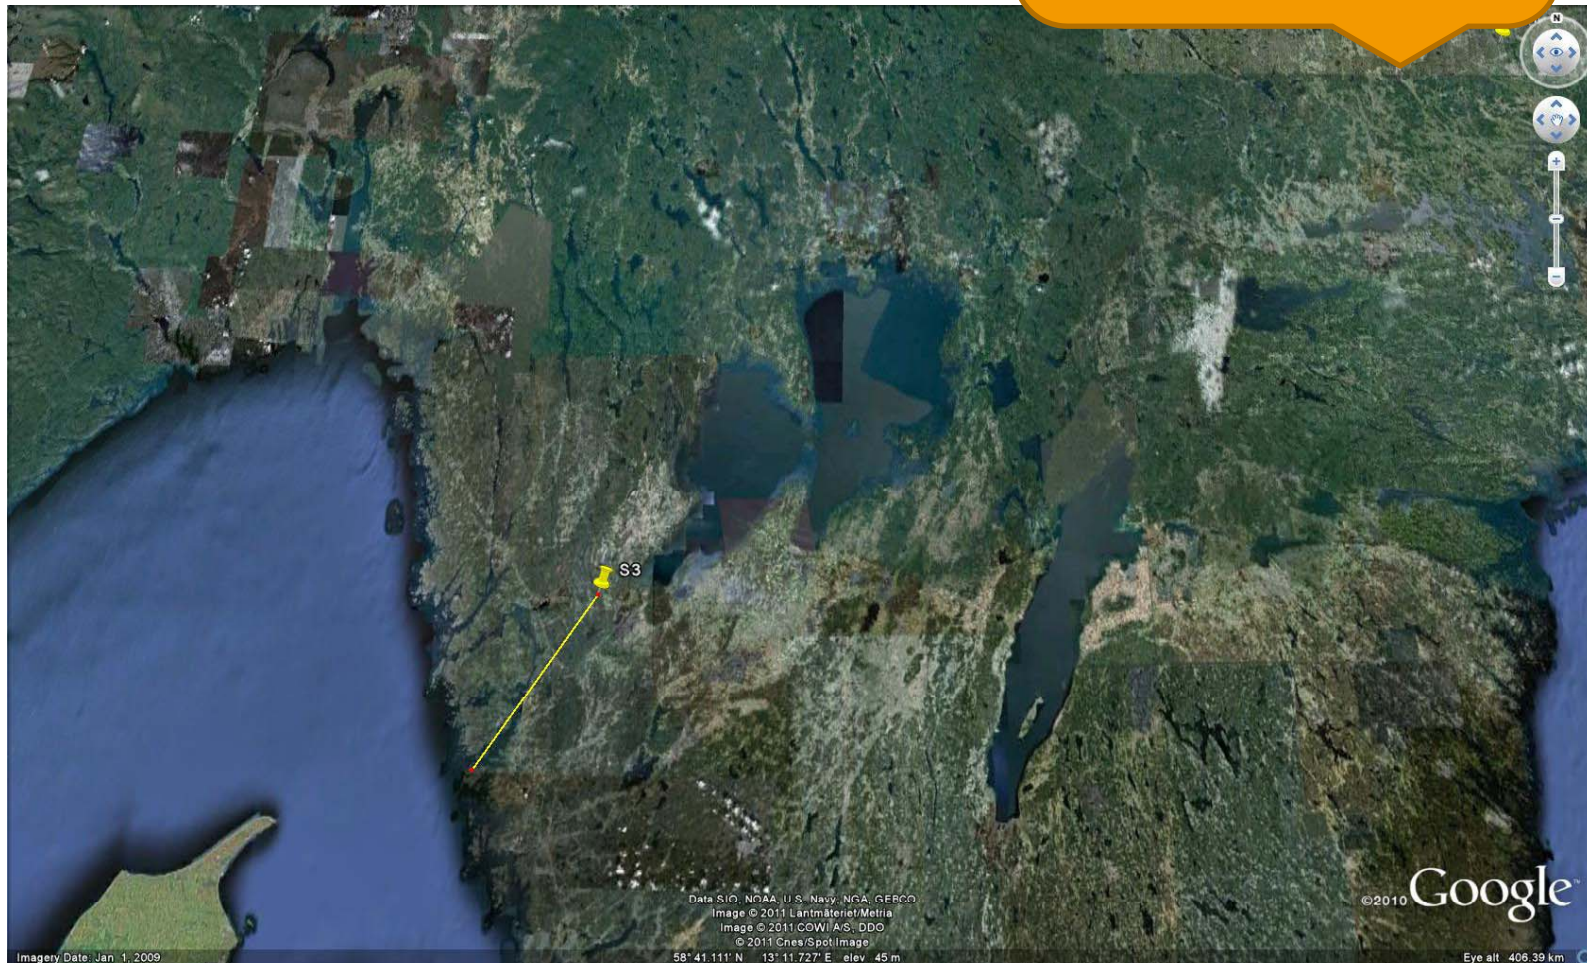 N
S3
Data SIO, NOAA, U.S. Navy, NGA, GEBCO
Image © 2011 Lantmäteriet/Metria
Image © 2011 COWI A/S, DDO
© 2011 Cnes/Spot Image
©2010 Google™
Imagery Date: Jan 1, 2009
58° 41.111' N 13° 11.727' E elev 45 m
Eye alt 406.39 km